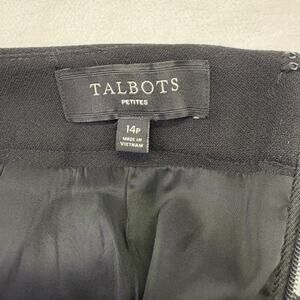 TALBOTS
PETITES
14P
MADE IN
VIETNAM